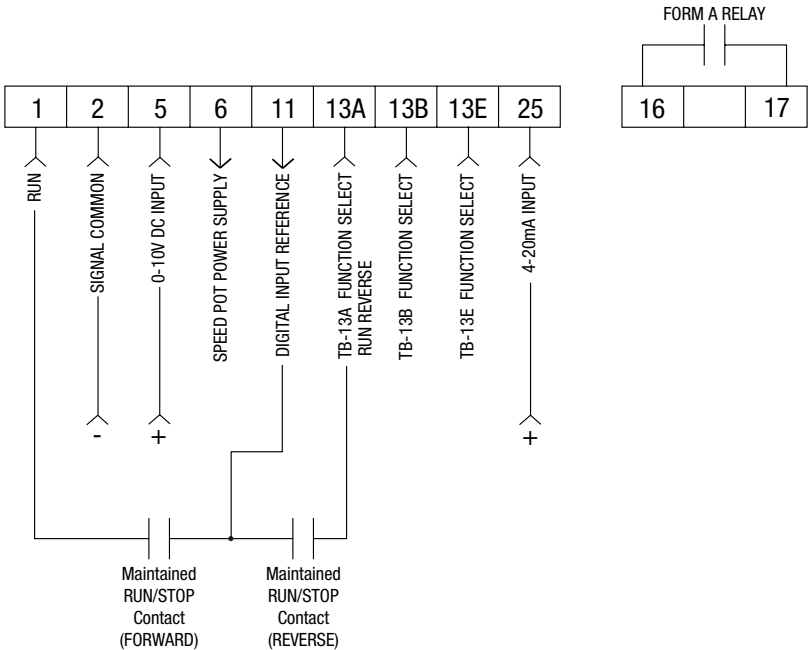 FORM A RELAY
1 2 5 6 11 13A 13B 13E 25
16 17
RUN
SIGNAL COMMON
0-10V DC INPUT
SPEED POT POWER SUPPLY
DIGITAL INPUT REFERENCE
TB-13A FUNCTION SELECT
RUN REVERSE
TB-13B FUNCTION SELECT
TB-13E FUNCTION SELECT
4-20mA INPUT
-
+
+
Maintained
RUN/STOP
Contact
(FORWARD)
Maintained
RUN/STOP
Contact
(REVERSE)